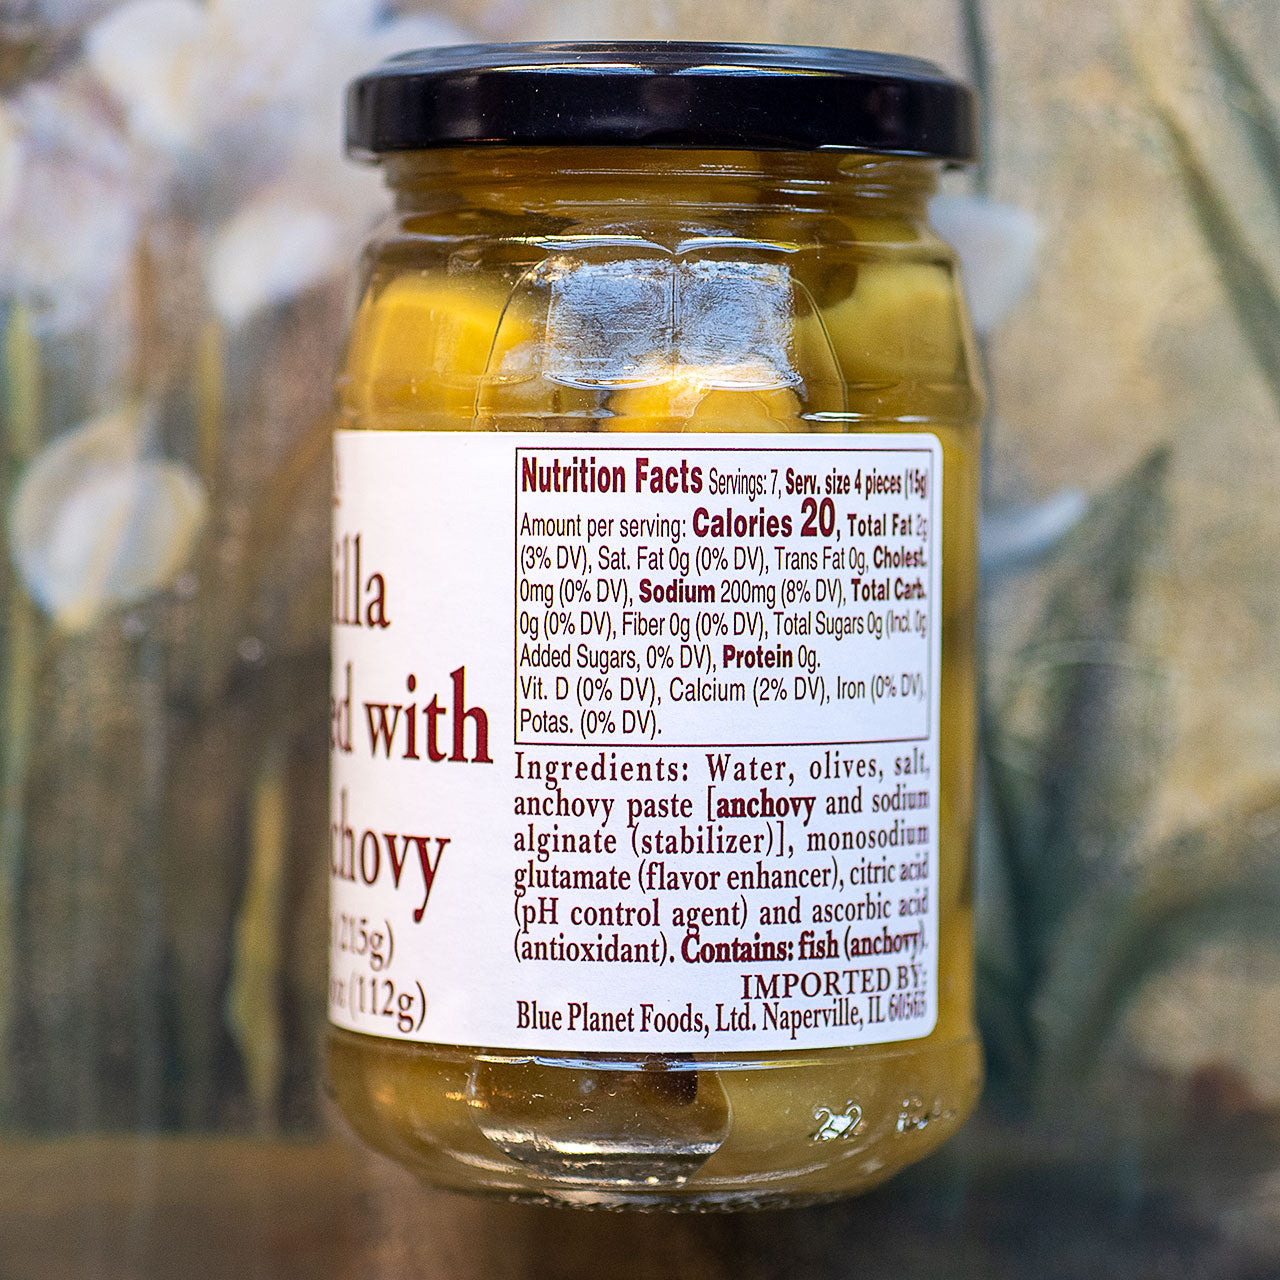 illa
ed with
chovy
(215g)
oz (112g)
Nutrition Facts Servings: 7, Serv. size 4 pieces (15g)
Amount per serving: Calories 20, Total Fat 2g
(3% DV), Sat. Fat 0g (0% DV), Trans Fat 0g, Cholest.
0mg (0% DV), Sodium 200mg (8% DV), Total Carb.
0g (0% DV), Fiber 0g (0% DV), Total Sugars 0g (Incl. 0g
Added Sugars, 0% DV), Protein 0g.
Vit. D (0% DV), Calcium (2% DV), Iron (0% DV),
Potas. (0% DV).
Ingredients: Water, olives, salt,
anchovy paste [anchovy and sodium
alginate (stabilizer)], monosodium
glutamate (flavor enhancer), citric acid
(pH control agent) and ascorbic acid
(antioxidant). Contains: fish (anchovy).
IMPORTED BY:
Blue Planet Foods, Ltd. Naperville, IL 60565
22